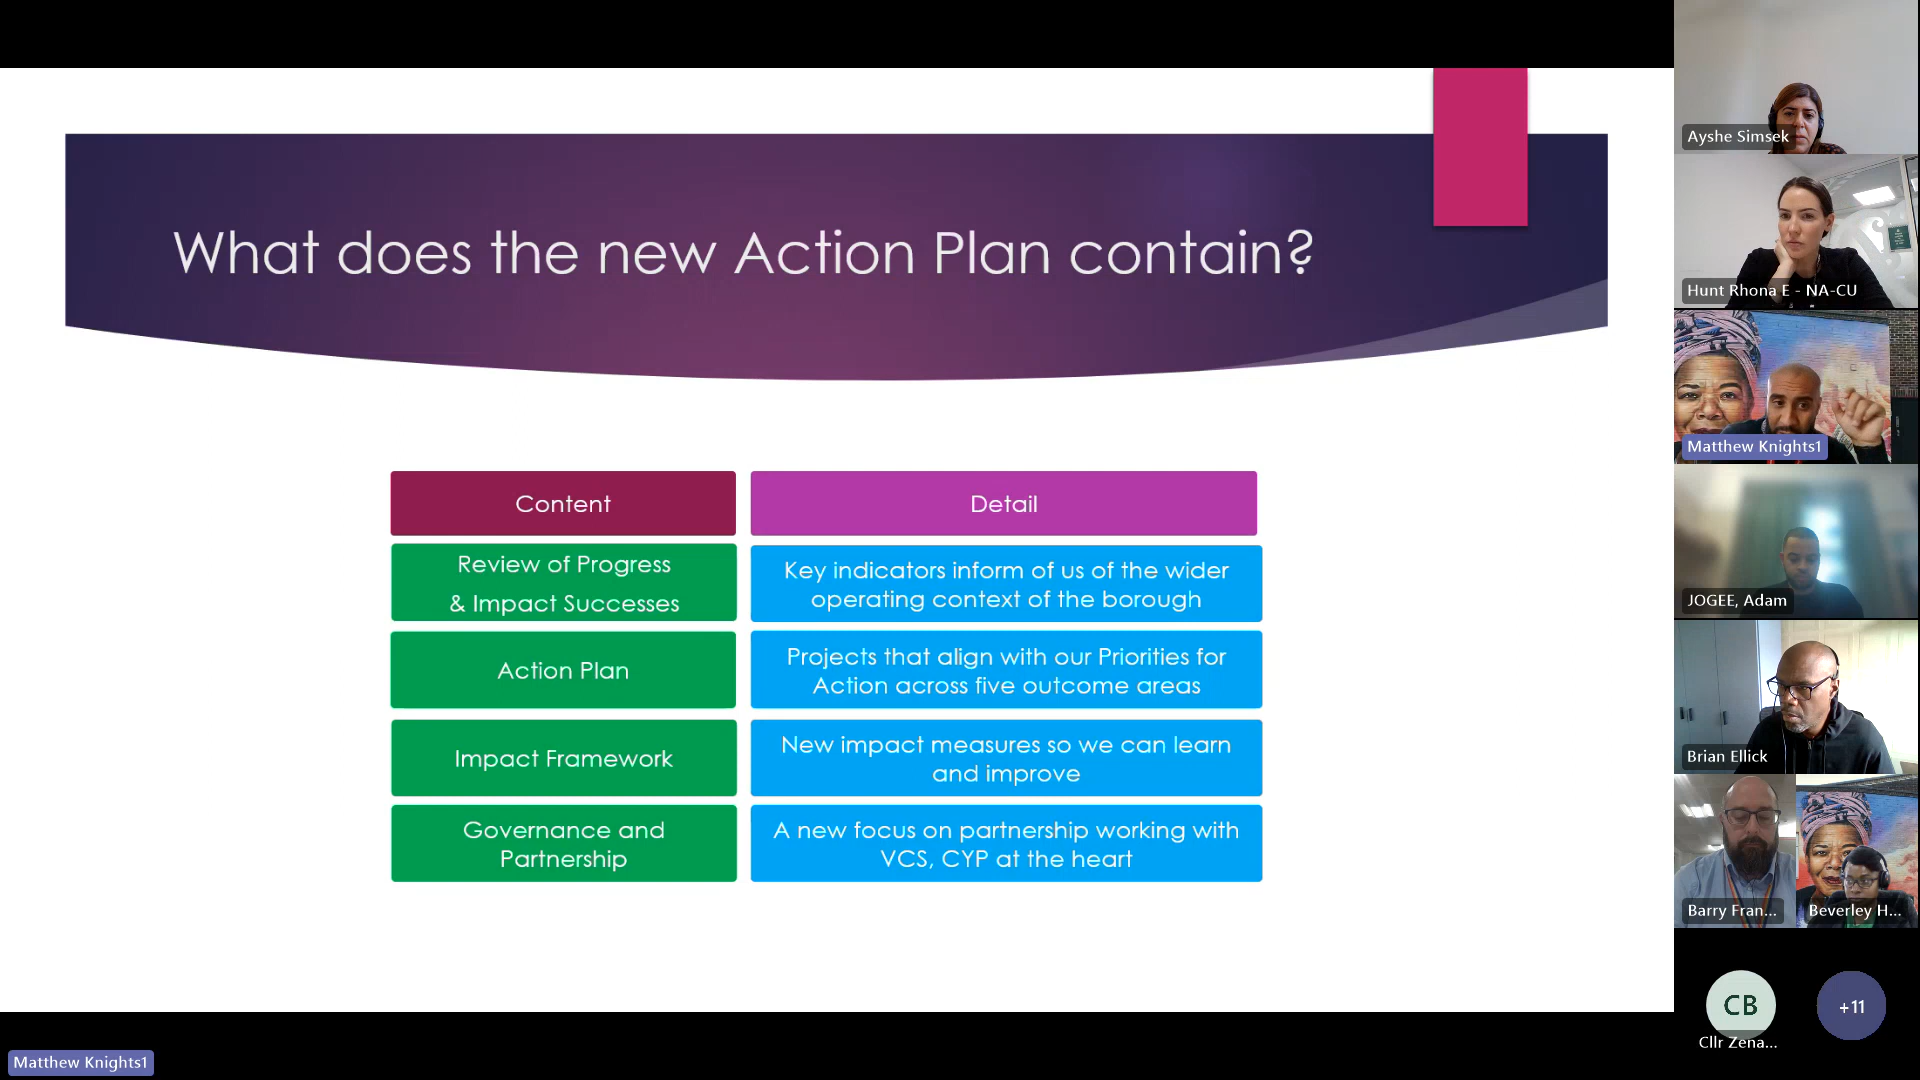 What does the new Action Plan contain?
Content
Detail
Review of Progress
& Impact Successes
Key indicators inform of us of the wider
operating context of the borough
Action Plan
Projects that align with our Priorities for
Action across five outcome areas
Impact Framework
New impact measures so we can learn
and improve
Governance and
Partnership
A new focus on partnership working with
VCS, CYP at the heart
Matthew Knights1
Ayshe Simsek
Hunt Rhona E - NA-CU
Matthew Knights1
JOGEE, Adam
Brian Ellick
Barry Fran...
Beverley H...
CB
Cllr Zena...
+11